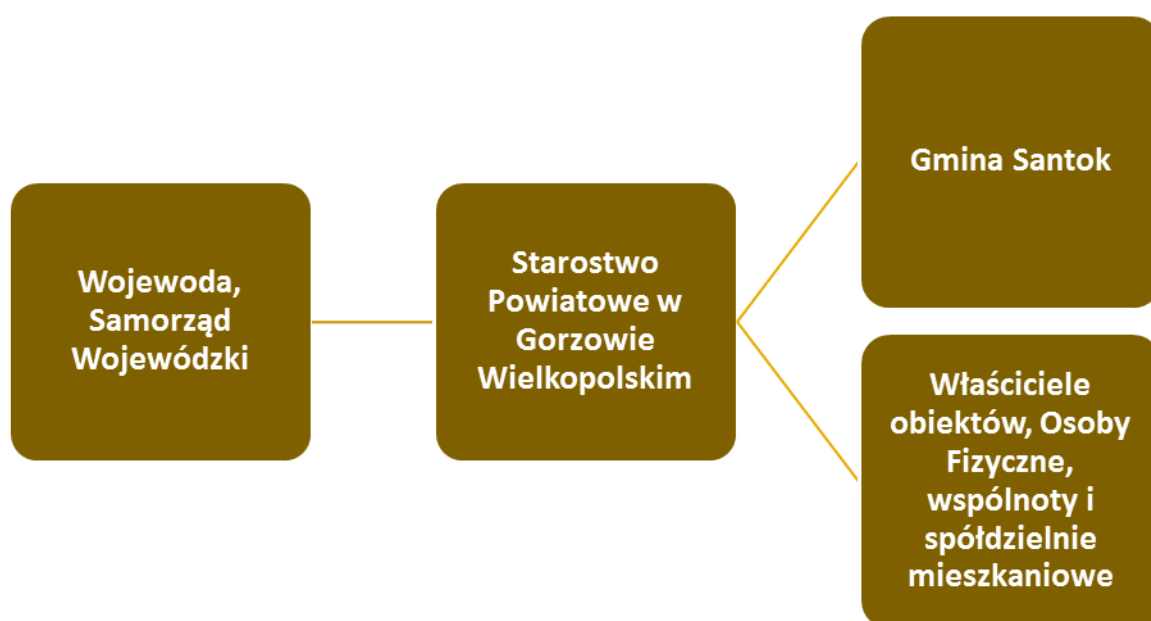 Wojewoda,
Samorząd
Wojewódzki
Starostwo
Powiatowe w
Gorzowie
Wielkopolskim
Gmina Santok
Właściciele
obiektów, Osoby
Fizyczne,
wspólnoty i
spółdzielnie
mieszkaniowe